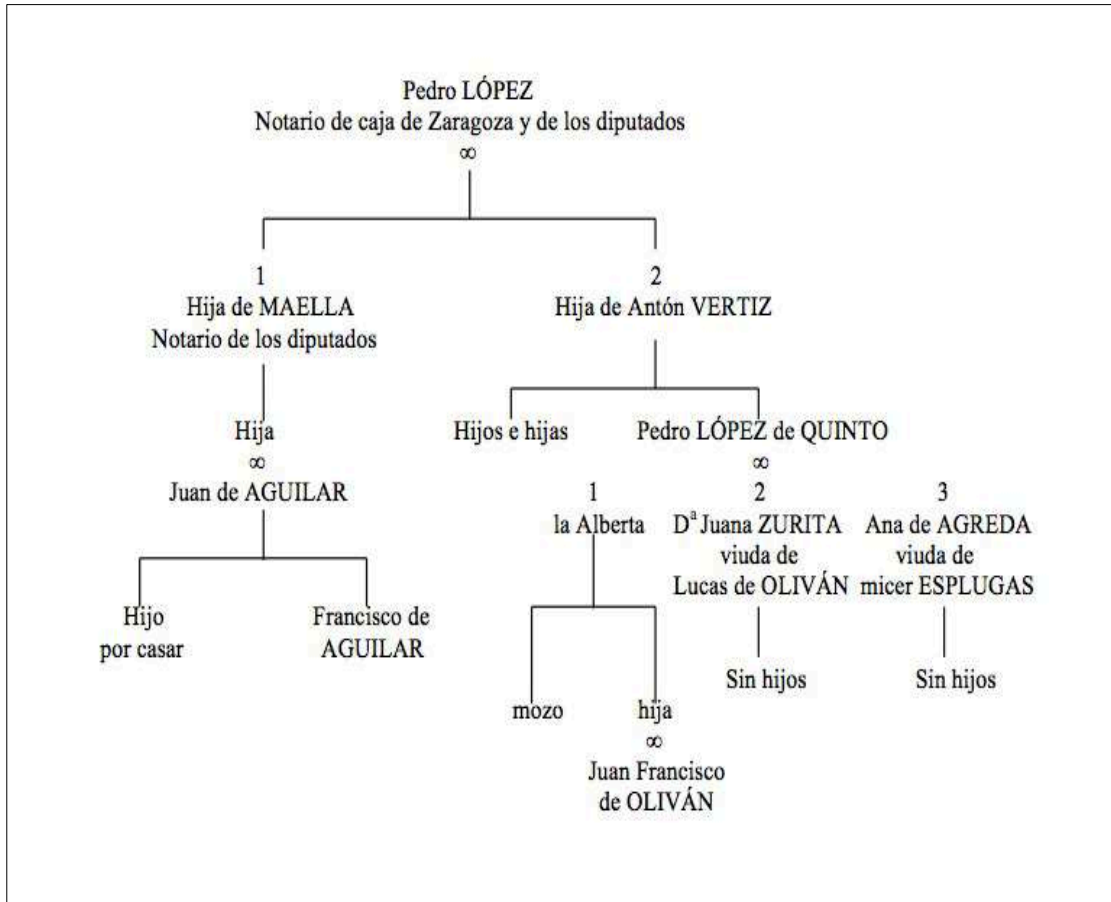 Pedro LÓPEZ
Notario de caja de Zaragoza y de los diputados
∞
1
Hija de MAELLA
Notario de los diputados
2
Hija de Antón VERTIZ
Hija
∞
Juan de AGUILAR
Hijo
por casar
Francisco de
AGUILAR
Hijos e hijas
Pedro LÓPEZ de QUINTO
∞
1
la Alberta
2
Dª Juana ZURITA
viuda de
Lucas de OLIVÁN
3
Ana de AGREDA
viuda de
micer ESPLUGAS
mozo
hija
∞
Juan Francisco
de OLIVÁN
Sin hijos
Sin hijos